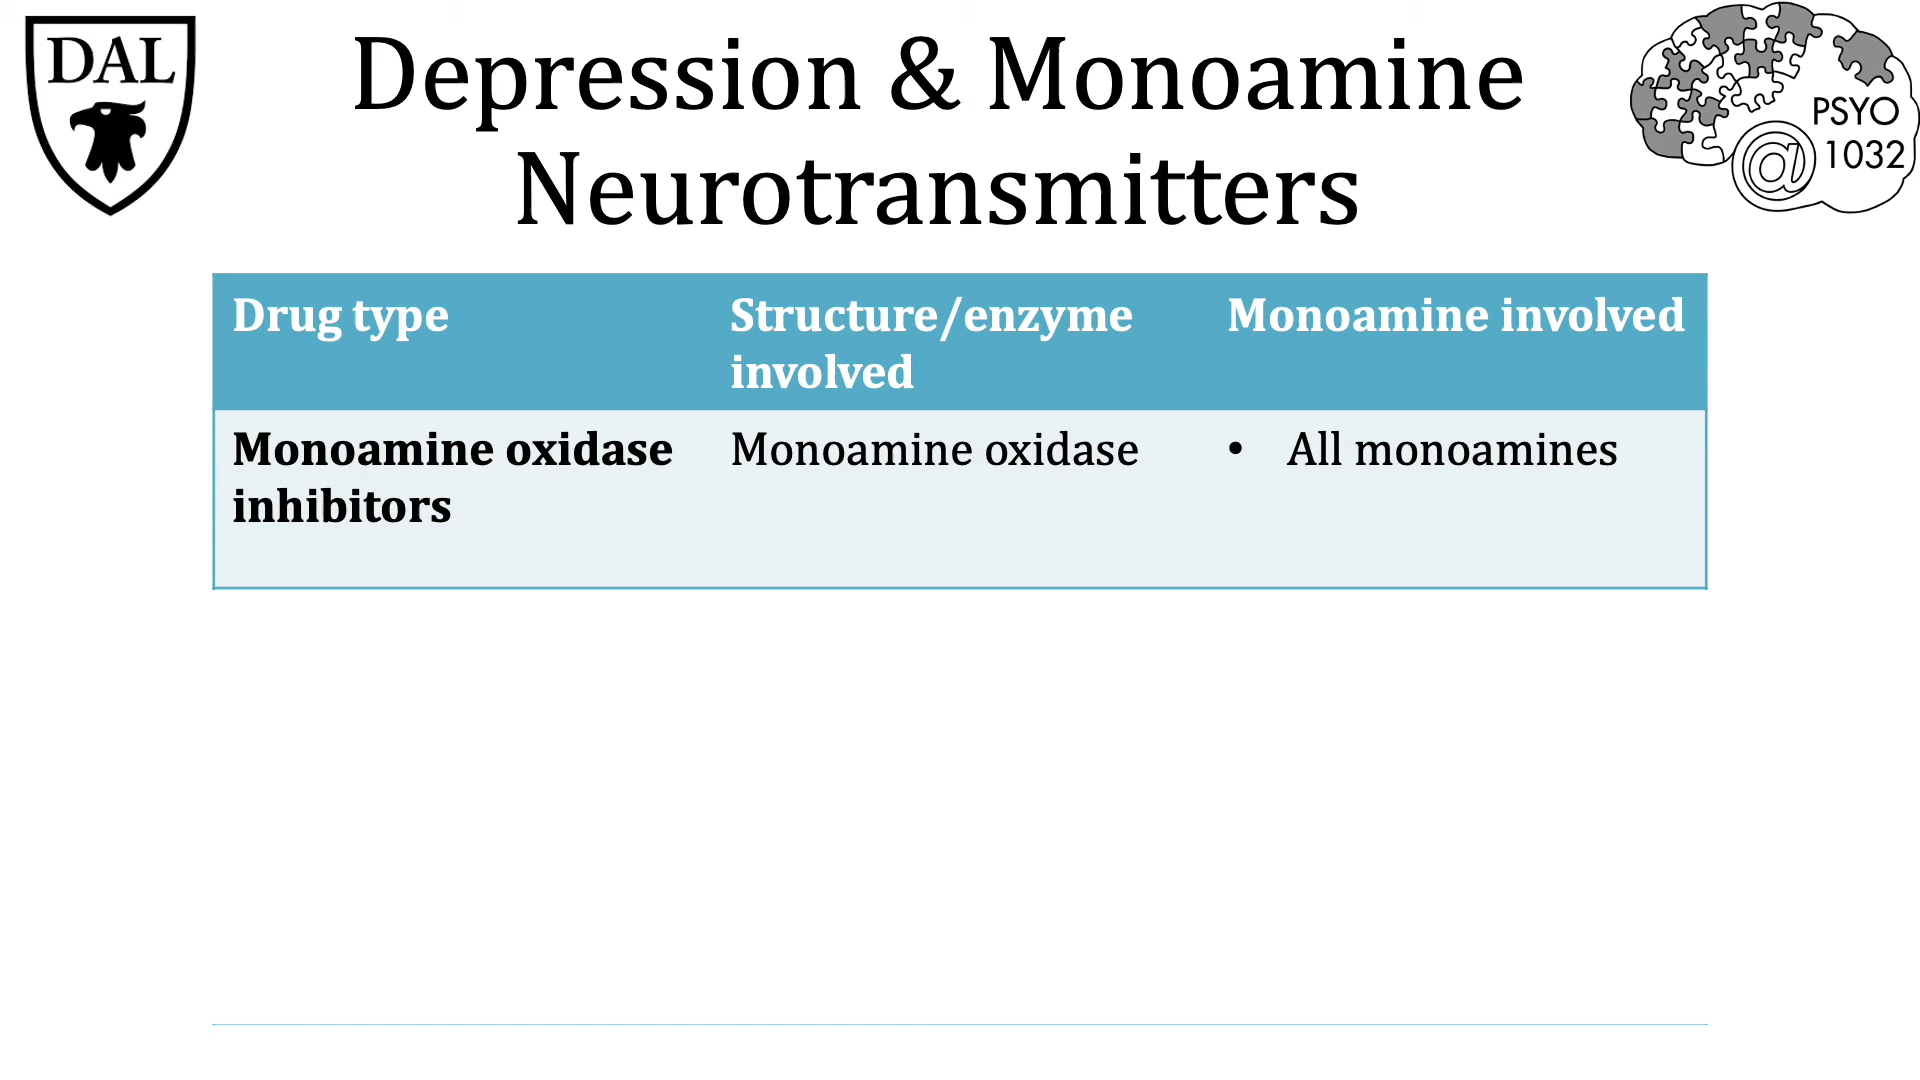 DAL
Depression & Monoamine
Neurotransmitters
PSYO
@ 1032
Drug type
Structure/enzyme
involved
Monoamine involved
Monoamine oxidase
inhibitors
Monoamine oxidase
• All monoamines